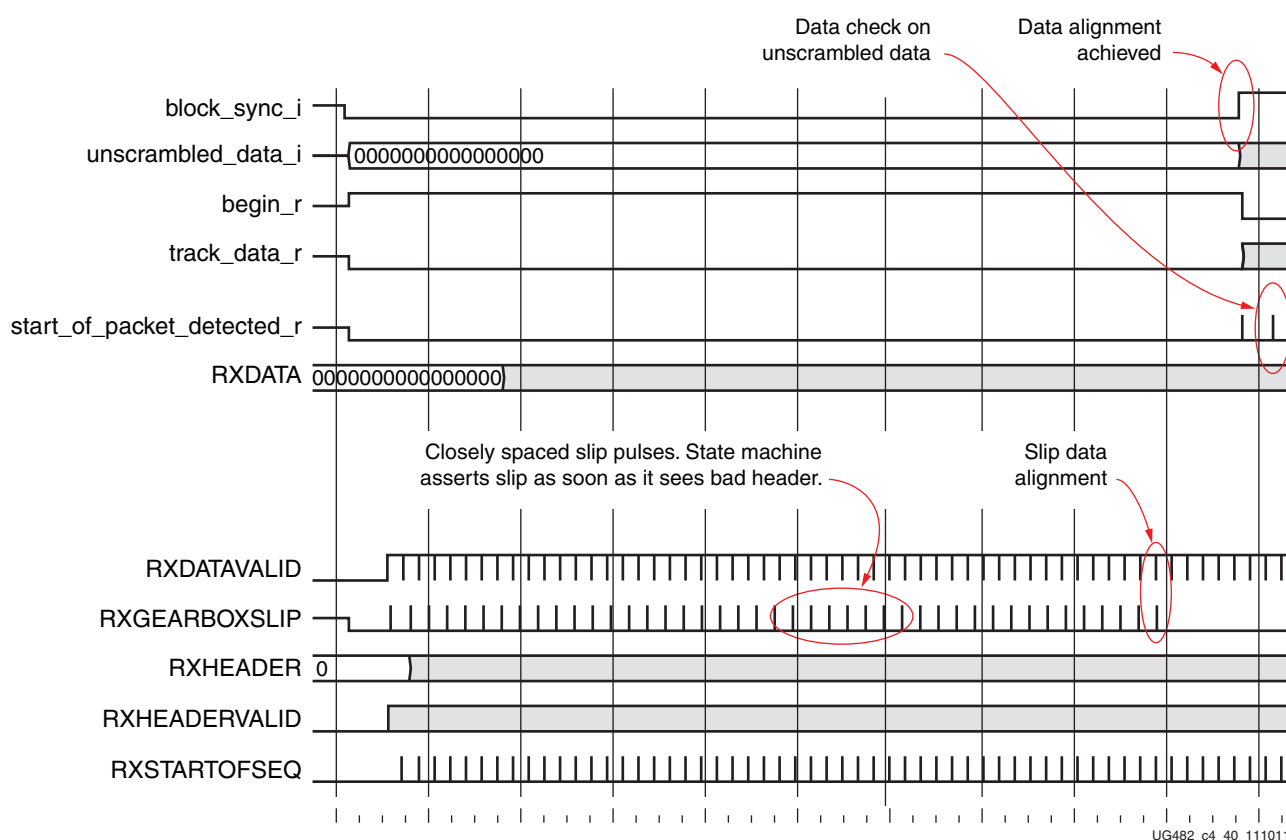 Data check on
unscrambled data
Data alignment
achieved
block_sync_i
unscrambled_data_i
0000000000000000
begin_r
track_data_r
start_of_packet_detected_r
RXDATA
0000000000000000
Closely spaced slip pulses. State machine
asserts slip as soon as it sees bad header.
Slip data
alignment
RXDATAVALID
RXGEARBOXSLIP
RXHEADER
0
RXHEADERVALID
RXSTARTOFSEQ
UG482_c4_40_11101